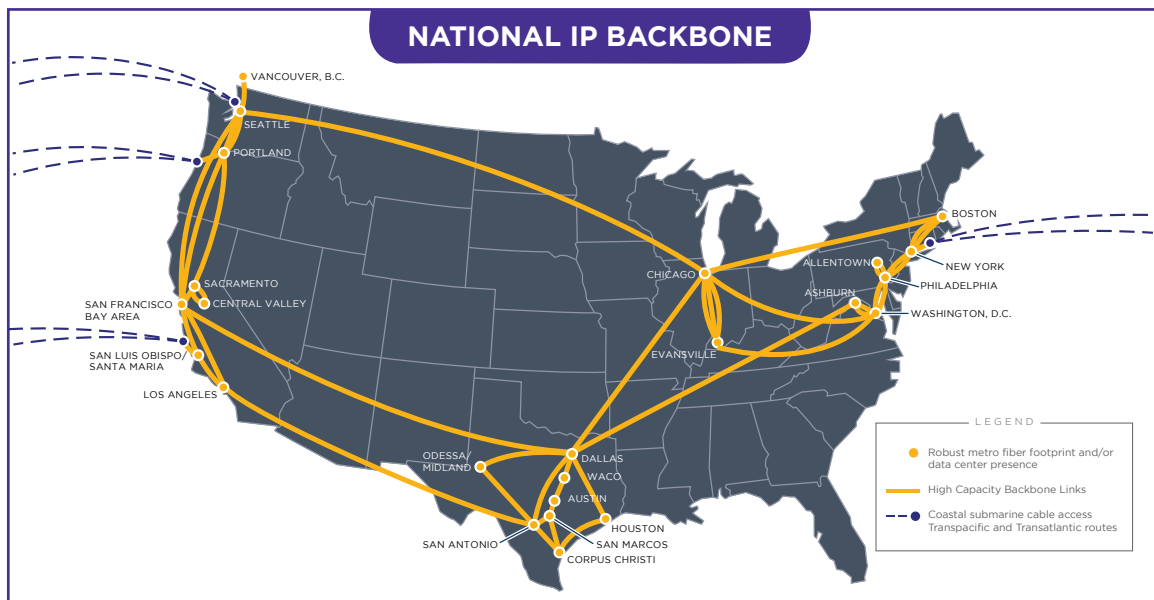 NATIONAL IP BACKBONE
VANCOUVER, B.C.
SEATTLE
PORTLAND
SACRAMENTO
CENTRAL VALLEY
SAN FRANCISCO
BAY AREA
SAN LUIS OBISPO/
SANTA MARIA
LOS ANGELES
CHICAGO
EVANSVILLE
BOSTON
NEW YORK
ALLENTOWN
PHILADELPHIA
ASHBURN
WASHINGTON, D.C.
ODESSA/
MIDLAND
DALLAS
WACO
AUSTIN
HOUSTON
SAN ANTONIO
SAN MARCOS
CORPUS CHRISTI
LEGEND
Robust metro fiber footprint and/or
data center presence
High Capacity Backbone Links
Coastal submarine cable access
Transpacific and Transatlantic routes